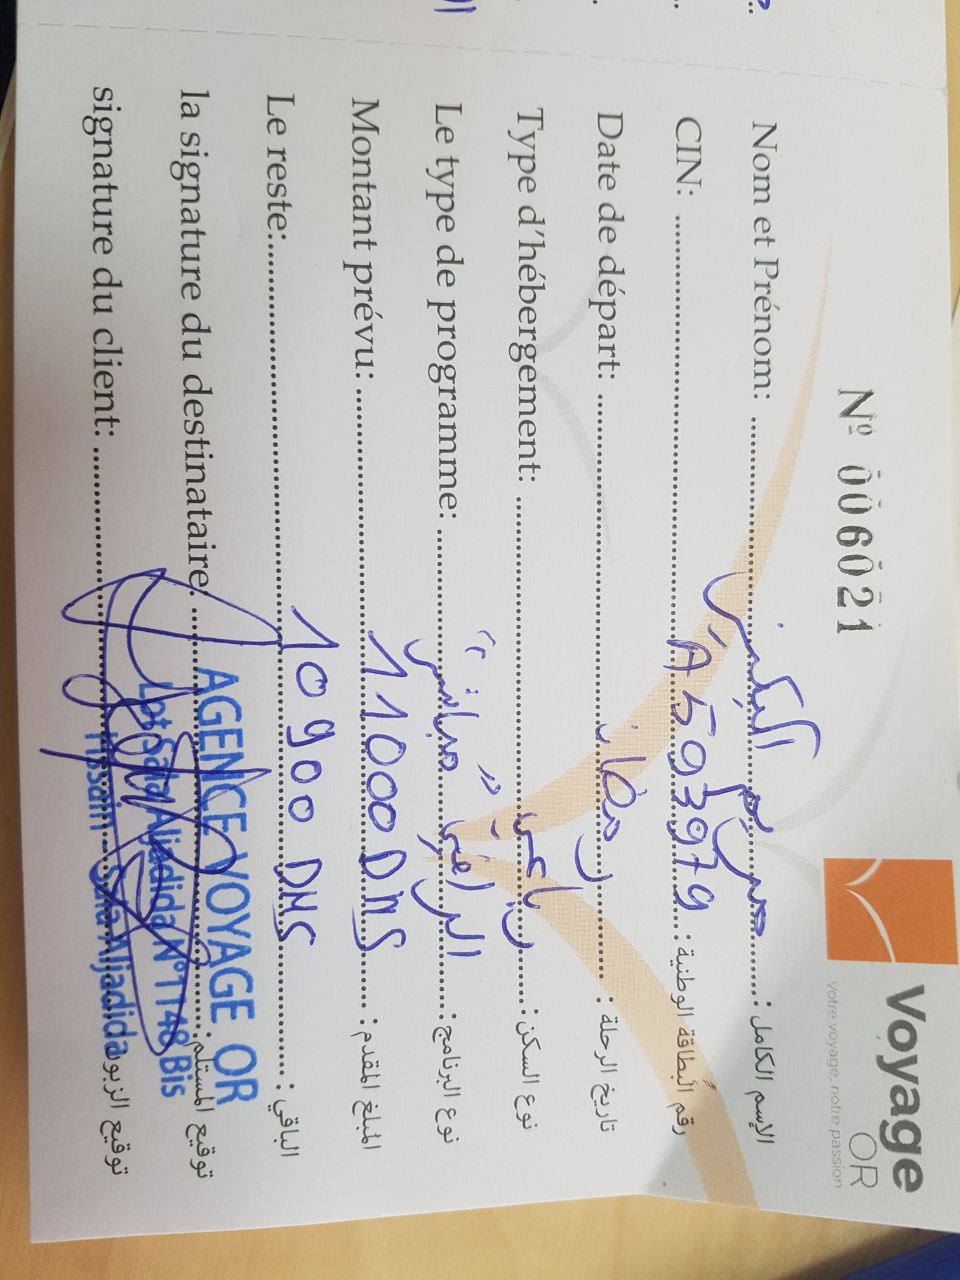 Voyage
OR
Votre voyage, notre passion
Nº 006021
Nom et Prénom: مريم البكري الإسم الكامل:
CIN: A593979 رقم البطاقة الوطنية:
Date de départ: رمضان تاريخ الرحلة:
Type d'hébergement: رباعي نوع السكن:
Le type de programme: "مباشر" نوع البرنامج:
Montant prévu: 11000 DHS المبلغ المقدم:
Le reste: 10900 DHS الباقي:
la signature du destinataire: توقيع المستلم:
AGENCE VOYAGE OR
Lot Sala Aljadida N°1148 Bis
Hssain - Sala Aljadida
signature du client: توقيع الزبون